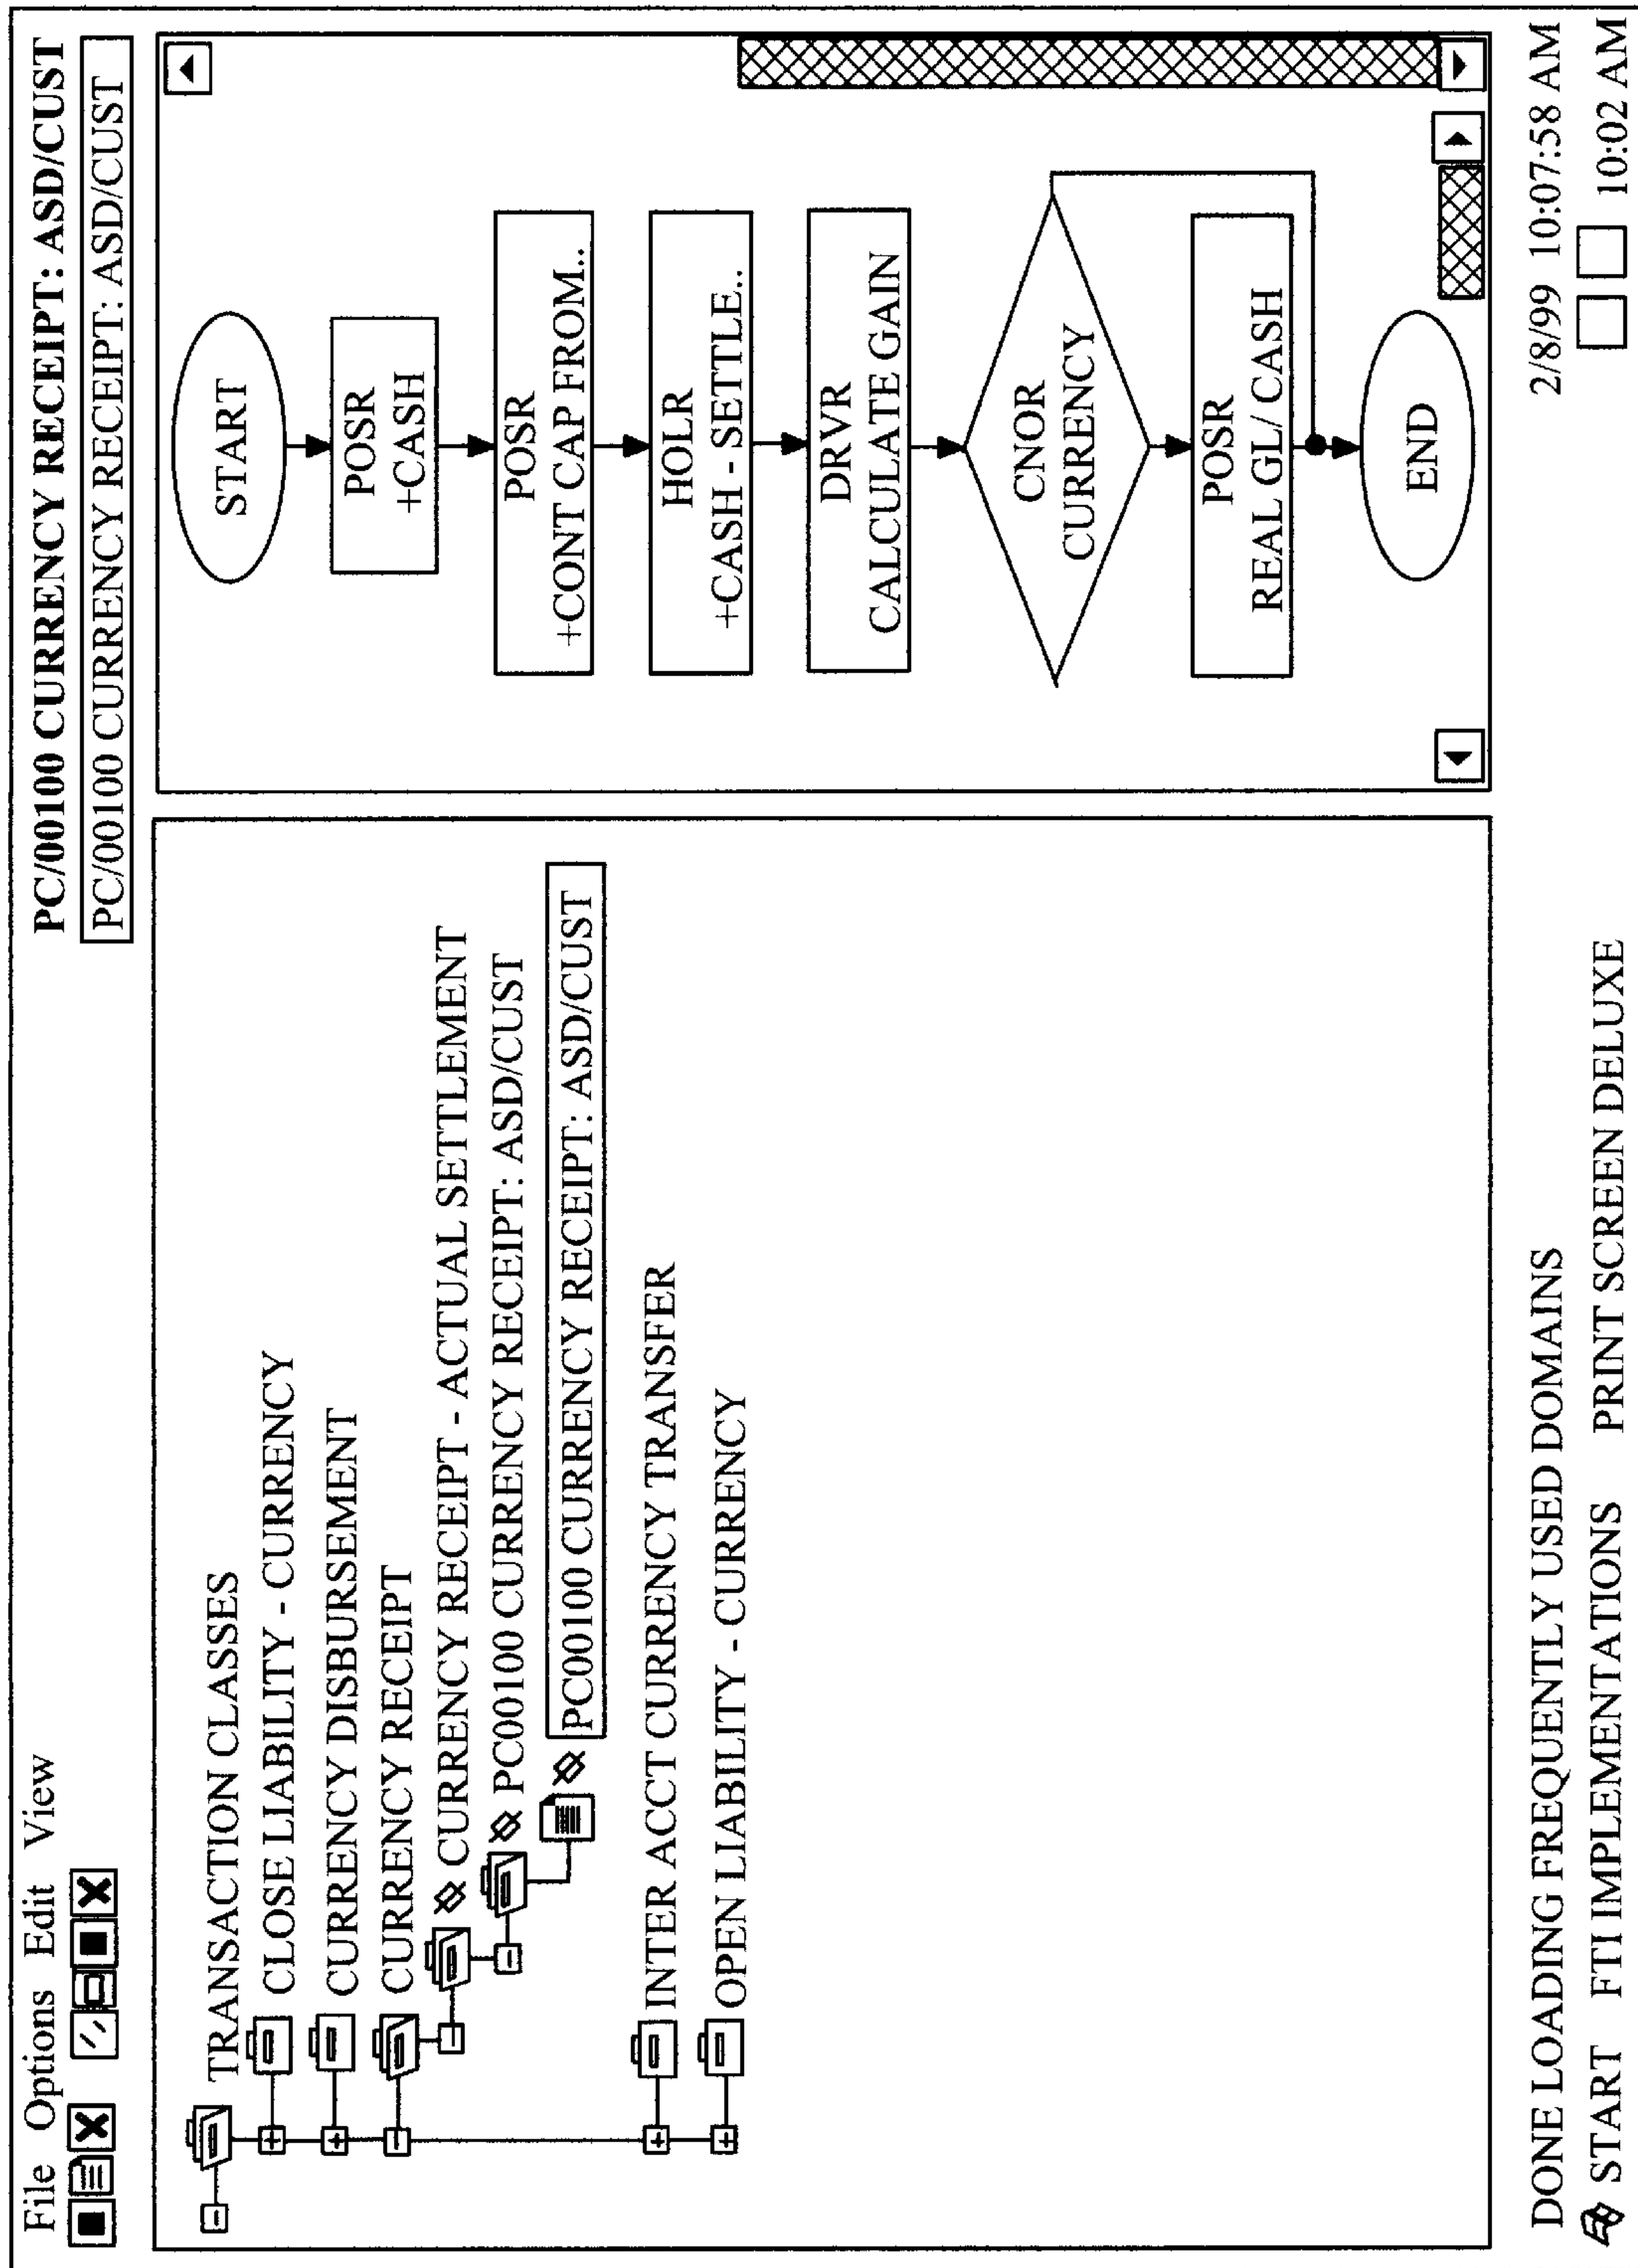 File Options Edit View
PC/00100 CURRENCY RECEIPT: ASD/CUST
PC/00100 CURRENCY RECEIPT: ASD/CUST
TRANSACTION CLASSES
CLOSE LIABILITY - CURRENCY
CURRENCY DISBURSEMENT
CURRENCY RECEIPT
CURRENCY RECEIPT - ACTUAL SETTLEMENT
PC00100 CURRENCY RECEIPT: ASD/CUST
PC00100 CURRENCY RECEIPT: ASD/CUST
INTER ACCT CURRENCY TRANSFER
OPEN LIABILITY - CURRENCY
START
POSR
+CASH
POSR
+CONT CAP FROM..
HOLR
+CASH - SETTLE..
DRVR
CALCULATE GAIN
CNOR
CURRENCY
POSR
REAL GL/ CASH
END
DONE LOADING FREQUENTLY USED DOMAINS
2/8/99 10:07:58 AM
START FTI IMPLEMENTATIONS PRINT SCREEN DELUXE
10:02 AM